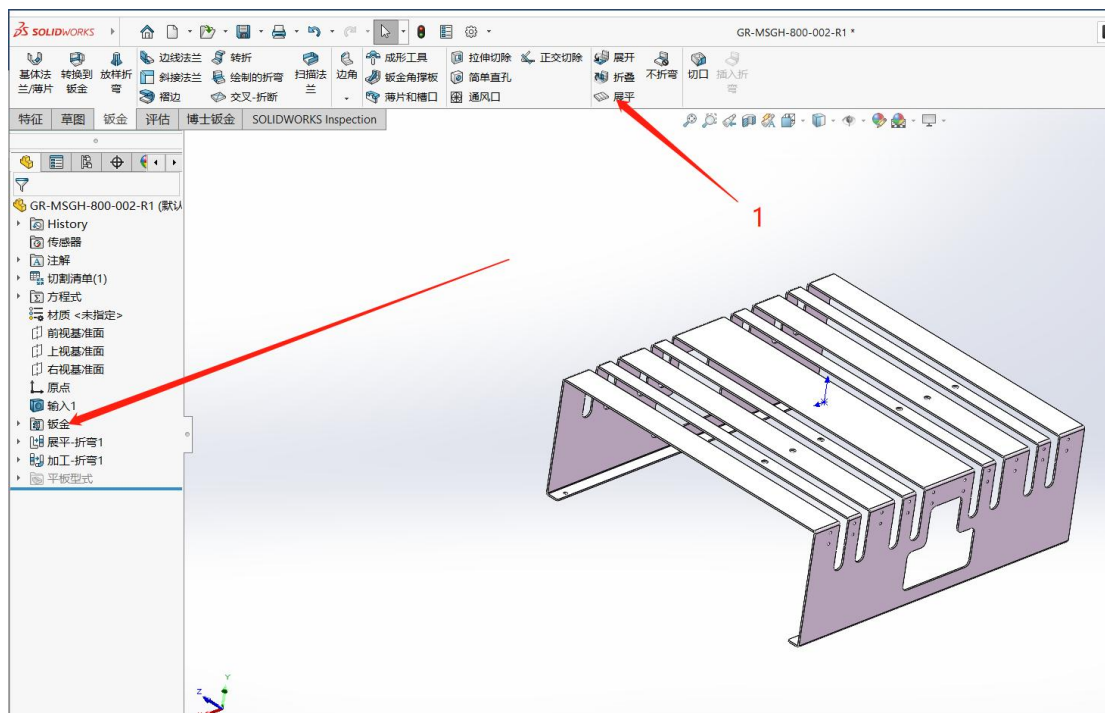 SOLIDWORKS
GR-MSGH-800-002-R1 *
基体法兰/薄片
转换到钣金
放样折弯
边线法兰
斜接法兰
褶边
转折
绘制的折弯
交叉-折断
扫描法兰
边角
成形工具
钣金角撑板
薄片和槽口
拉伸切除
简单直孔
通风口
正交切除
展开
折叠
展平
不折弯
切口
插入折弯
特征
草图
钣金
评估
博士钣金
SOLIDWORKS Inspection
1
GR-MSGH-800-002-R1 (默认
History
传感器
注解
切割清单(1)
方程式
材质 <未指定>
前视基准面
上视基准面
右视基准面
原点
输入1
钣金
展平-折弯1
加工-折弯1
平板型式
Y
Z